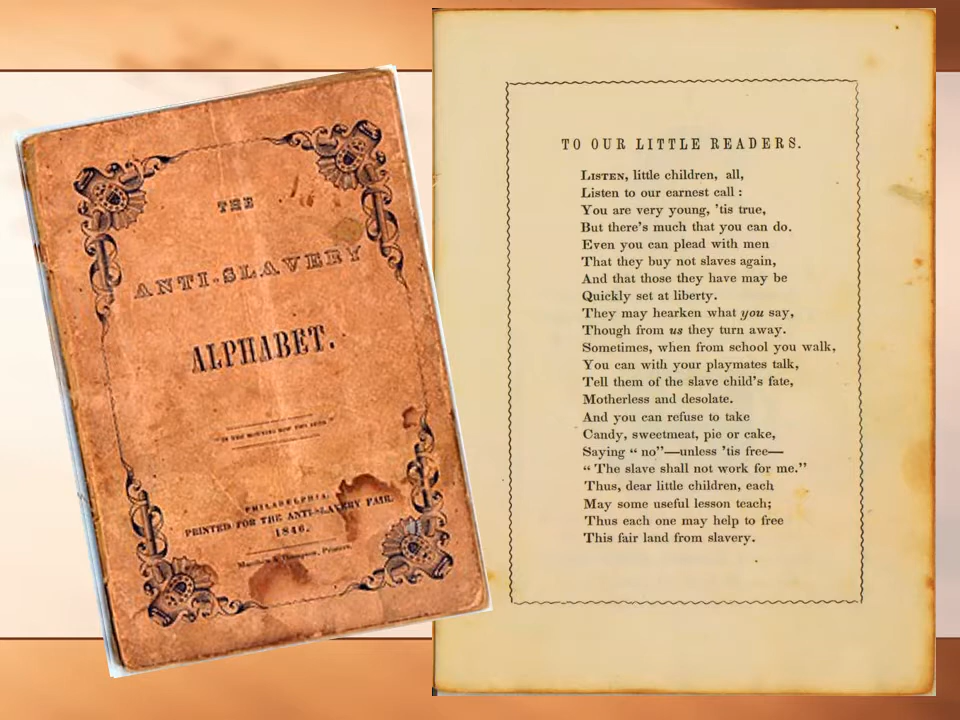 THE
ANTI-SLAVERY
ALPHABET.
"IN THE MORNING SOW THY SEED."
PHILADELPHIA:
PRINTED FOR THE ANTI-SLAVERY FAIR.
1846.
Printers.
TO OUR LITTLE READERS.
LISTEN, little children, all,
Listen to our earnest call :
You are very young, 'tis true,
But there's much that you can do.
Even you can plead with men
That they buy not slaves again,
And that those they have may be
Quickly set at liberty.
They may hearken what you say,
Though from us they turn away.
Sometimes, when from school you walk,
You can with your playmates talk,
Tell them of the slave child's fate,
Motherless and desolate.
And you can refuse to take
Candy, sweetmeat, pie or cake,
Saying “ no”—unless 'tis free—
“ The slave shall not work for me.”
Thus, dear little children, each
May some useful lesson teach;
Thus each one may help to free
This fair land from slavery.